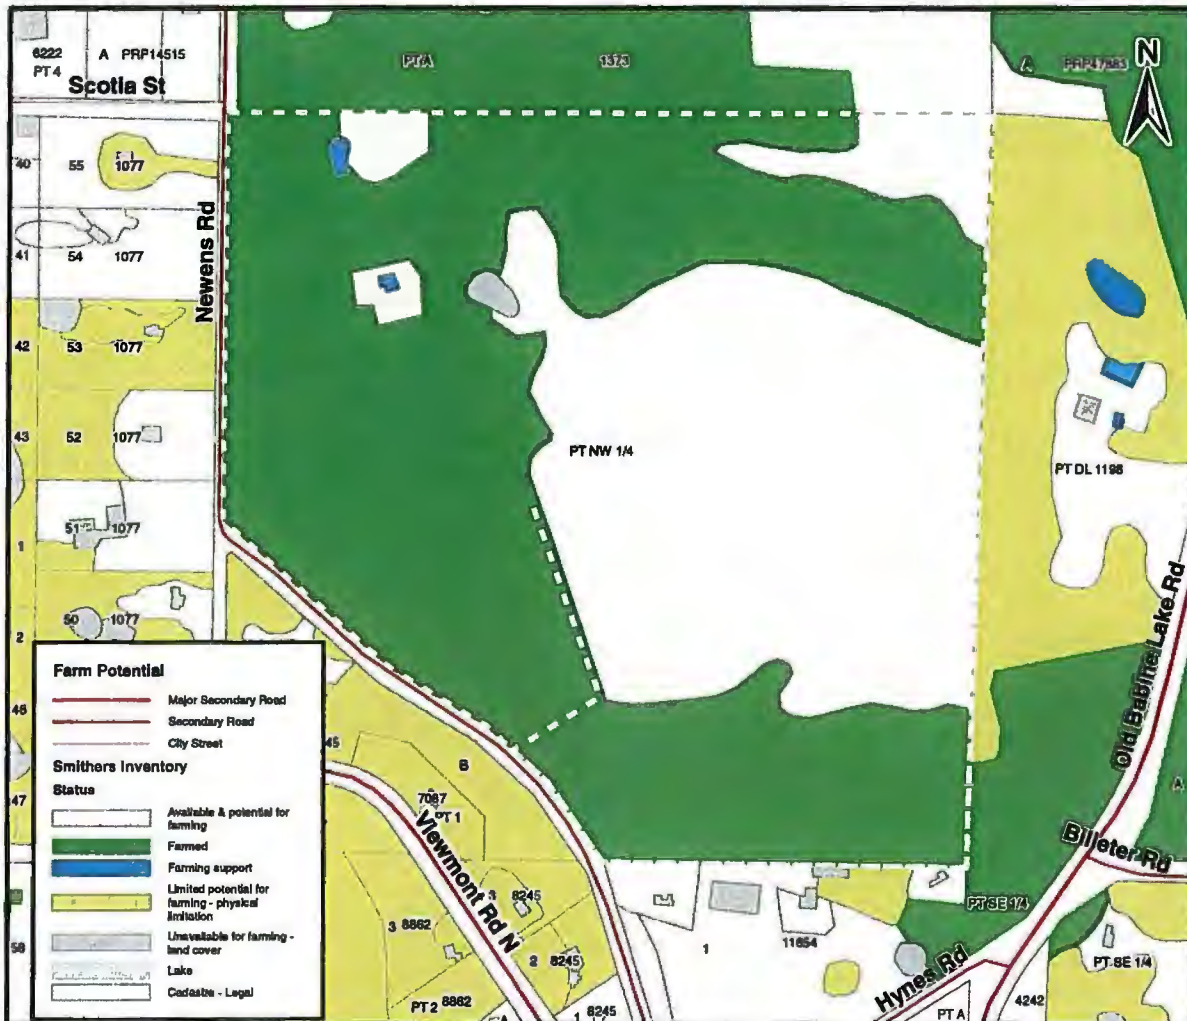 6222
PT 4
A PRP14515
Scotia St
PT A
1373
A
PRP47883
N
40
55
1077
Newens Rd
41
54
1077
42
53
1077
43
52
1077
PT NW 1/4
PT DL 1198
1
51
1077
2
50
1077
Old Babine Lake Rd
46
45
B
47
7087
PT 1
Viewmont Rd N
A
Billeter Rd
3
8245
3 8862
2
8245
1
11654
PT SE 1/4
Hynes Rd
PT SE 1/4
PT 2 8862
A
1 8245
PT A
4242
58
Farm Potential
Major Secondary Road
Secondary Road
City Street
Smithers Inventory
Status
Available & potential for
farming
Farmed
Farming support
Limited potential for
farming - physical
limitation
Unavailable for farming -
land cover
Lake
Cadastre - Legal